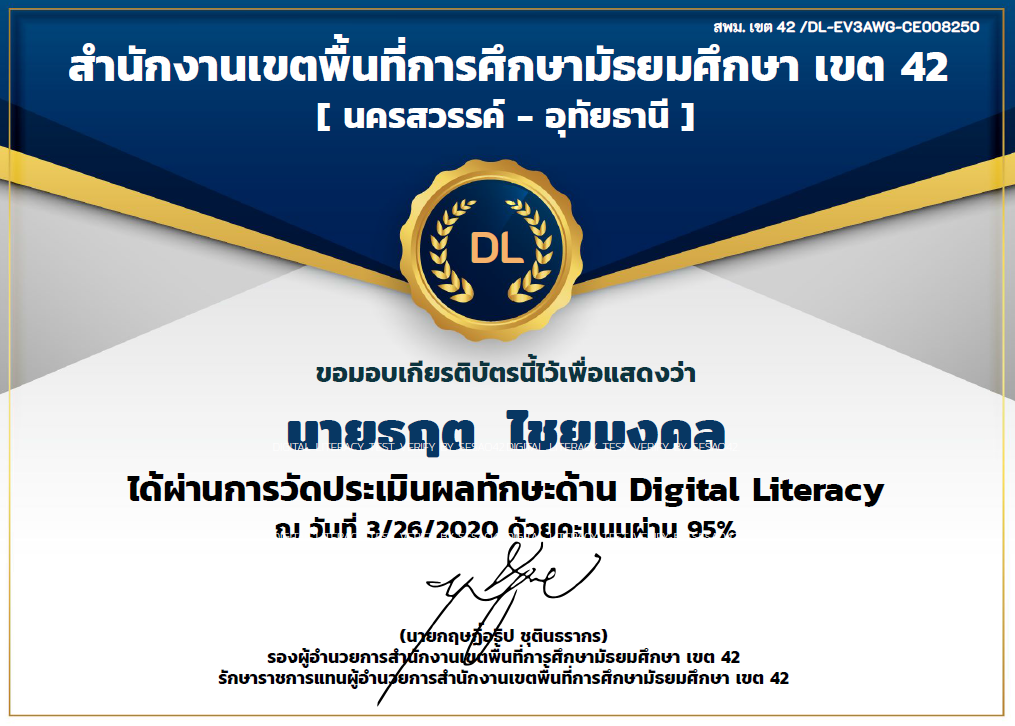 สพม. เขต 42 /DL-EV3AWG-CE008250
สำนักงานเขตพื้นที่การศึกษามัธยมศึกษา เขต 42
[ นครสวรรค์ - อุทัยธานี ]
DL
ขอมอบเกียรติบัตรนี้ไว้เพื่อแสดงว่า
นายธกฤต ไชยมงคล
DIGITAL LITERACY TEST VERIFY BY SESAO42DIGITAL LITERACY TEST VERIFY BY SESAO42
ได้ผ่านการวัดประเมินผลทักษะด้าน Digital Literacy
ณ วันที่ 3/26/2020 ด้วยคะแนนผ่าน 95%
(นายกฤษฏิ์อธิป ชุตินธรากร)
รองผู้อำนวยการสำนักงานเขตพื้นที่การศึกษามัธยมศึกษา เขต 42
รักษาราชการแทนผู้อำนวยการสำนักงานเขตพื้นที่การศึกษามัธยมศึกษา เขต 42